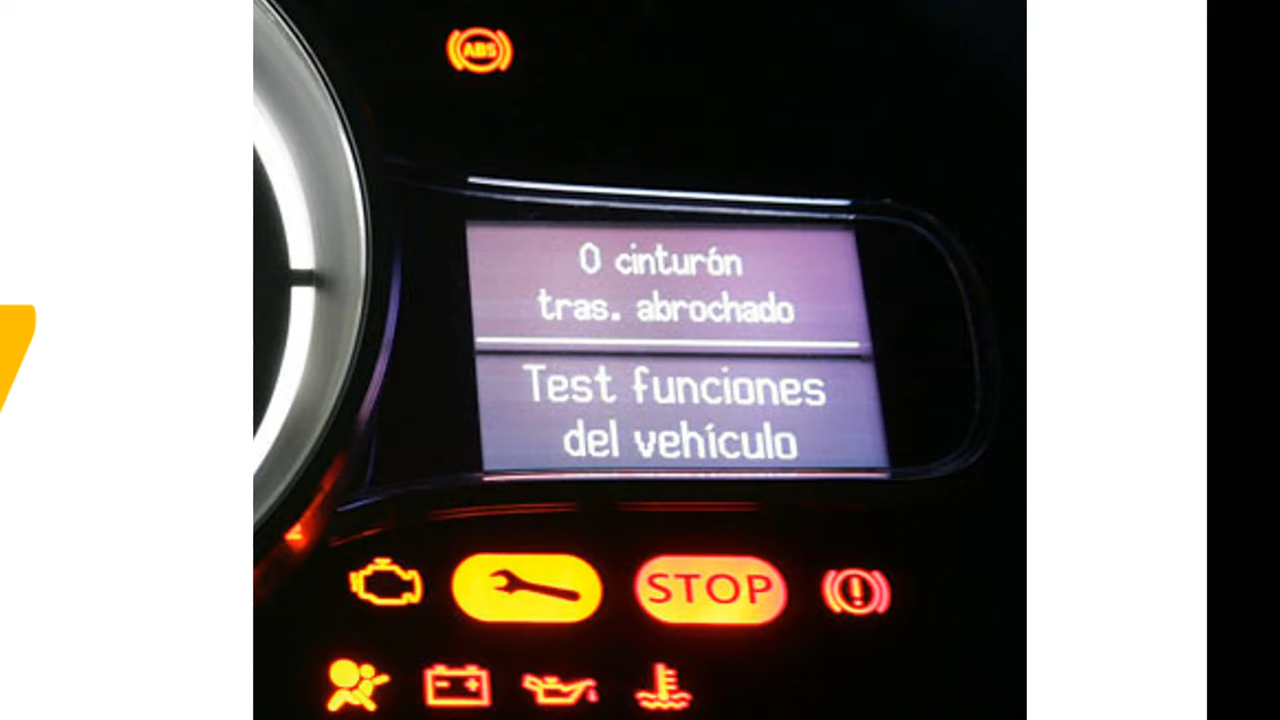 ABS
0 cinturón
tras. abrochado
Test funciones
del vehículo
STOP